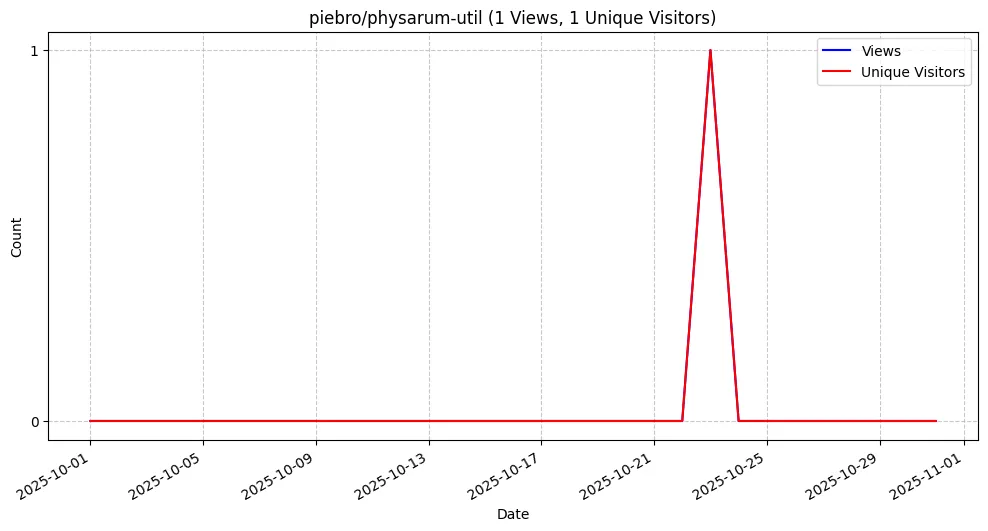 piebro/physarum-util (1 Views, 1 Unique Visitors)
Views
Unique Visitors
1
0
Count
2025-10-01
2025-10-05
2025-10-09
2025-10-13
2025-10-17
2025-10-21
2025-10-25
2025-10-29
2025-11-01
Date